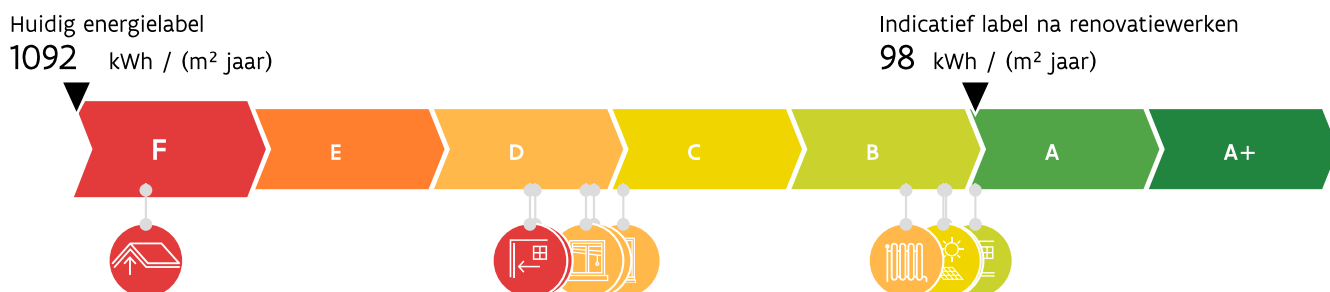 Huidig energielabel
1092 kWh / (m² jaar)
Indicatief label na renovatiewerken
98 kWh / (m² jaar)
F E D C B A A+